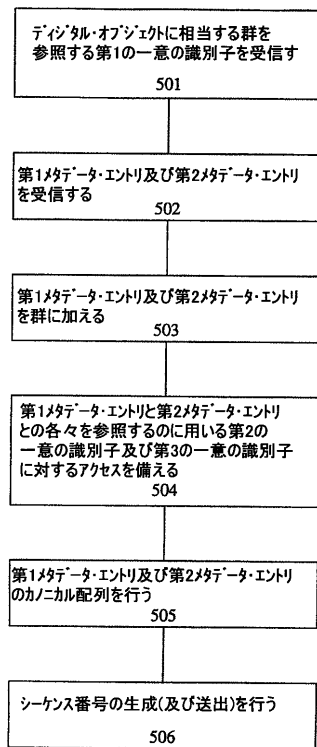 ディジタル・オブジェクトに相当する群を
参照する第1の一意の識別子を受信す
501
第1メタデータ・エントリ及び第2メタデータ・エントリ
を受信する
502
第1メタデータ・エントリ及び第2メタデータ・エントリ
を群に加える
503
第1メタデータ・エントリと第2メタデータ・エントリ
との各々を参照するのに用いる第2の
一意の識別子及び第3の一意の識別子
に対するアクセスを備える
504
第1メタデータ・エントリ及び第2メタデータ・エントリ
のカノニカル配列を行う
505
シーケンス番号の生成(及び送出)を行う
506